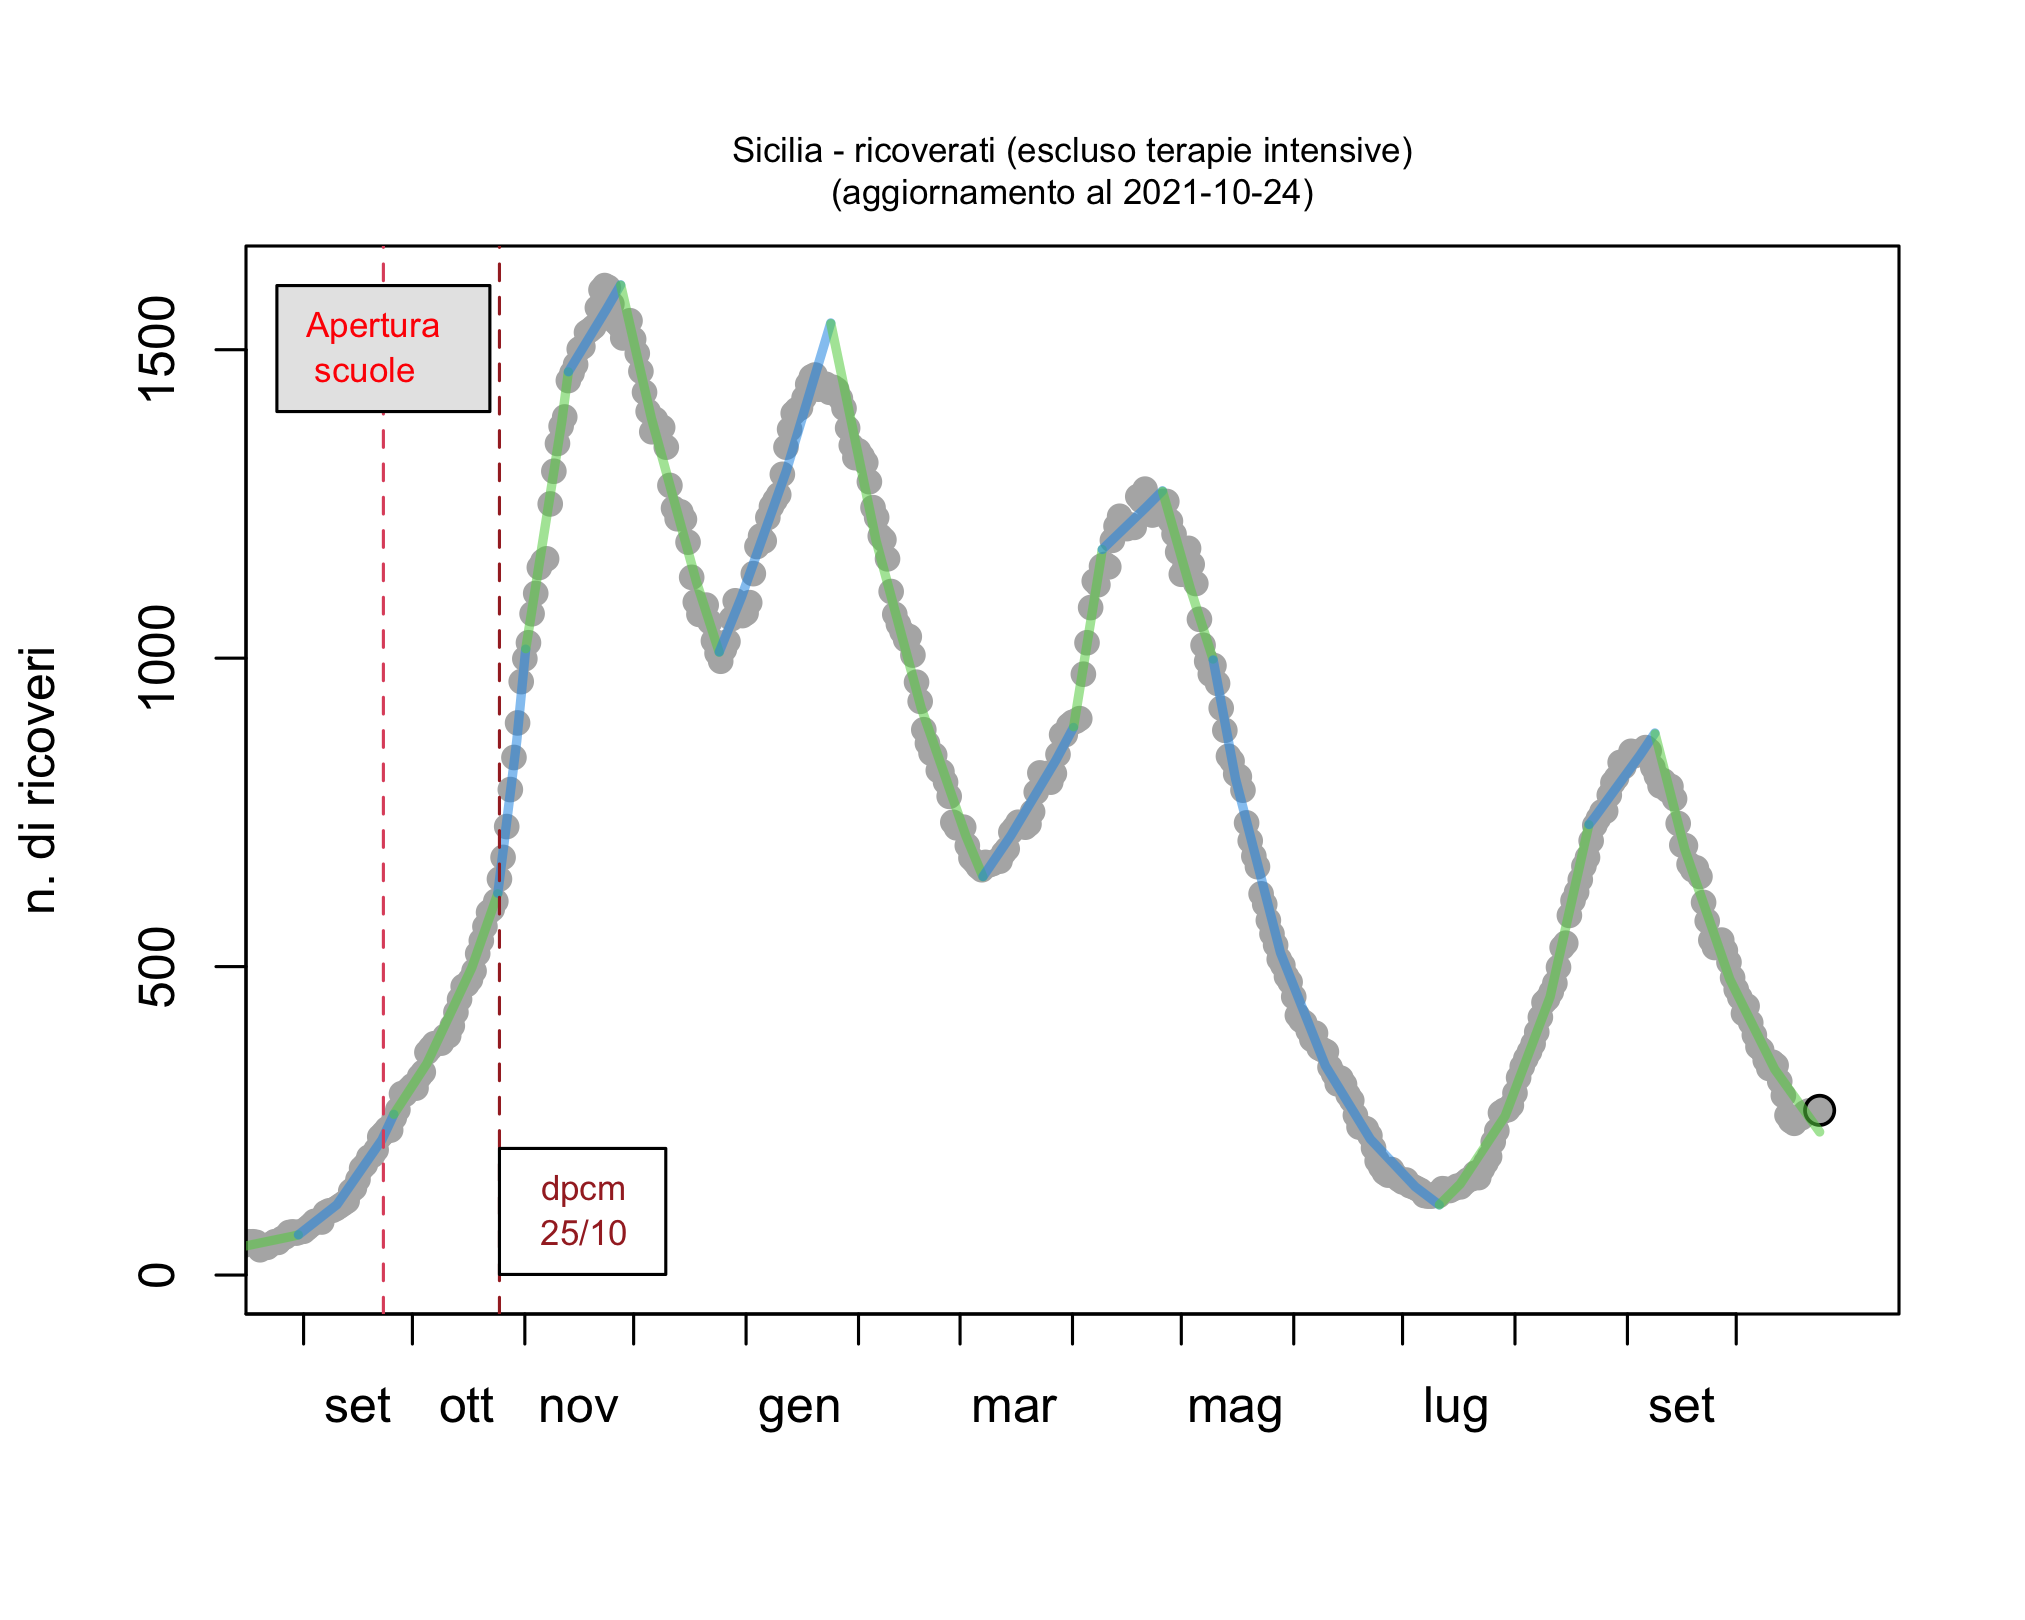 Sicilia - ricoverati (escluso terapie intensive)
(aggiornamento al 2021-10-24)
n. di ricoveri
1500
1000
500
0
Apertura
scuole
dpcm
25/10
set ott nov gen mar mag lug set